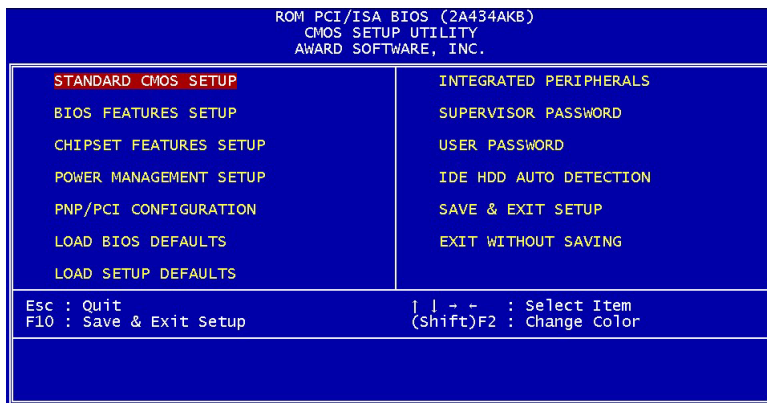 ROM PCI/ISA BIOS (2A434AKB)
CMOS SETUP UTILITY
AWARD SOFTWARE, INC.
STANDARD CMOS SETUP
BIOS FEATURES SETUP
CHIPSET FEATURES SETUP
POWER MANAGEMENT SETUP
PNP/PCI CONFIGURATION
LOAD BIOS DEFAULTS
LOAD SETUP DEFAULTS
INTEGRATED PERIPHERALS
SUPERVISOR PASSWORD
USER PASSWORD
IDE HDD AUTO DETECTION
SAVE & EXIT SETUP
EXIT WITHOUT SAVING
Esc : Quit
F10 : Save & Exit Setup
↑ ↓ → ← : Select Item
(Shift)F2 : Change Color